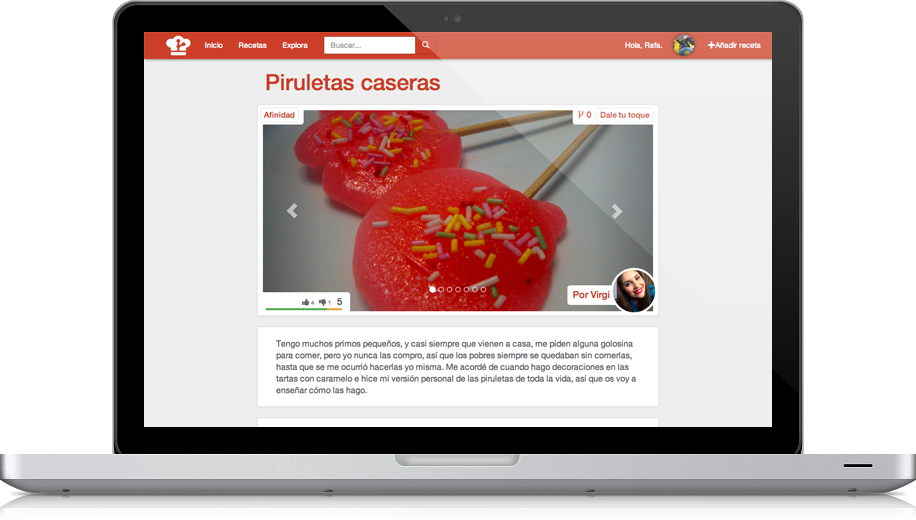 Inicio Recetas Explora Buscar... Hola, Rafa. Añadir receta
Piruletas caseras
Afinidad 0 Dale tu toque
Por Virgi
4 1 5
Tengo muchos primos pequeños, y casi siempre que vienen a casa, me piden alguna golosina
para comer, pero yo nunca las compro, así que los pobres siempre se quedaban sin comerlas,
hasta que se me ocurrió hacerlas yo misma. Me acordé de cuando hago decoraciones en las
tartas con caramelo e hice mi versión personal de las piruletas de toda la vida, así que os voy a
enseñar cómo las hago.